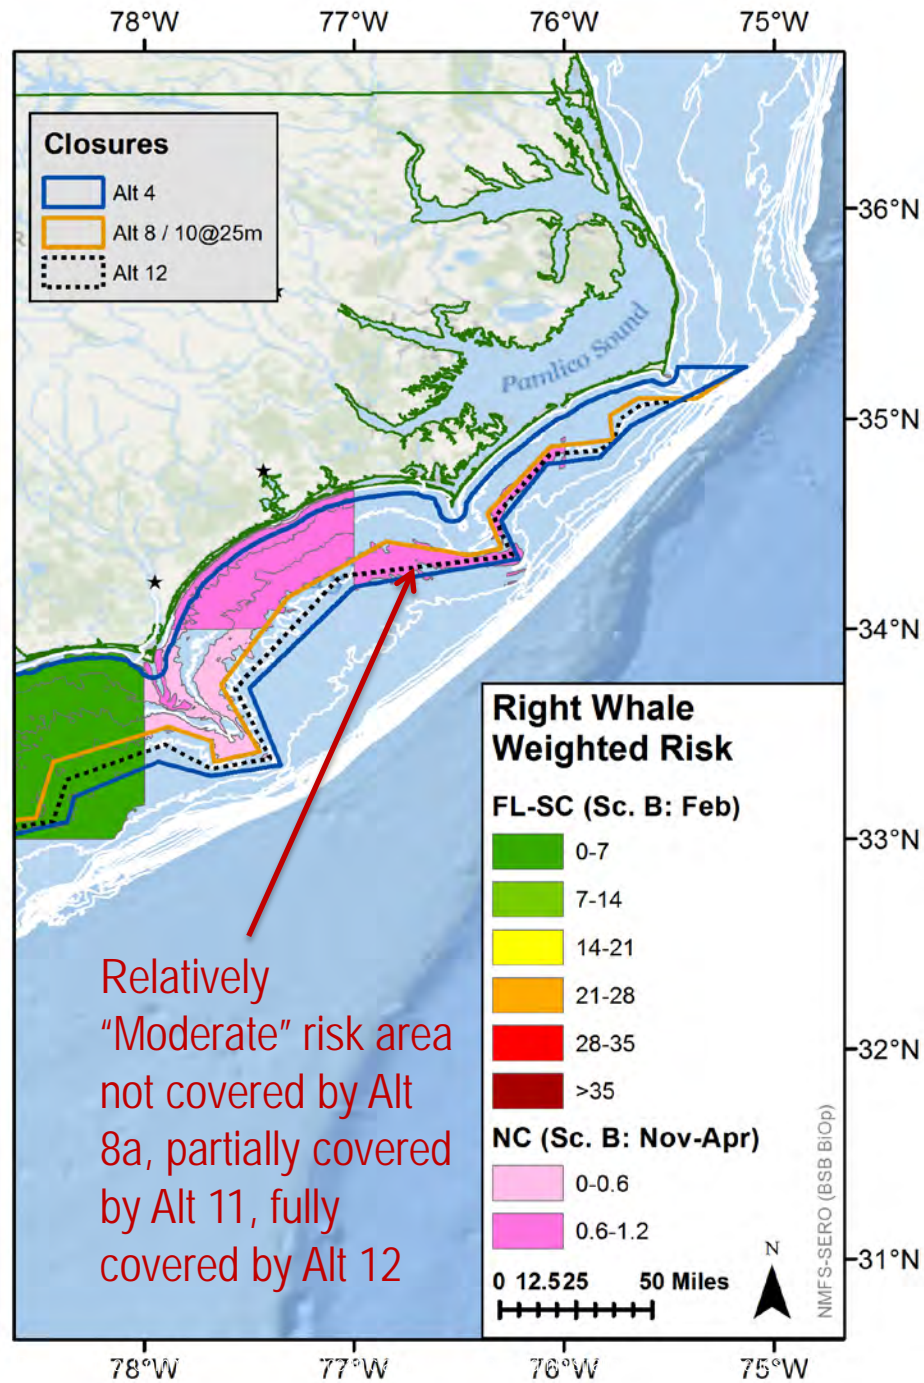 78°W 77°W 76°W 75°W
Closures
Alt 4
Alt 8 / 10@25m
Alt 12
36°N
Pamlico Sound
35°N
34°N
Right Whale
Weighted Risk
FL-SC (Sc. B: Feb)
0-7
33°N
7-14
14-21
21-28
28-35
32°N
>35
NC (Sc. B: Nov-Apr)
0-0.6
0.6-1.2
N
31°N
0 12.525 50 Miles
NMFS-SERO (BSB BiOp)
Relatively
“Moderate” risk area
not covered by Alt
8a, partially covered
by Alt 11, fully
covered by Alt 12
78°W 77°W 76°W 75°W